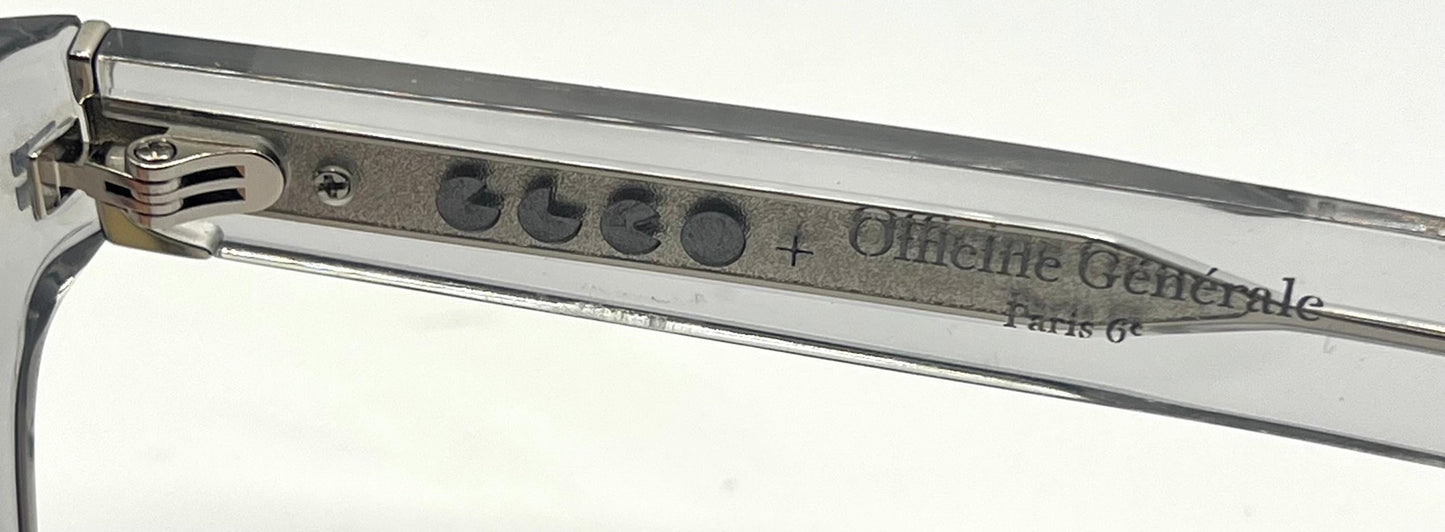 + Officine Générale
Paris 6e